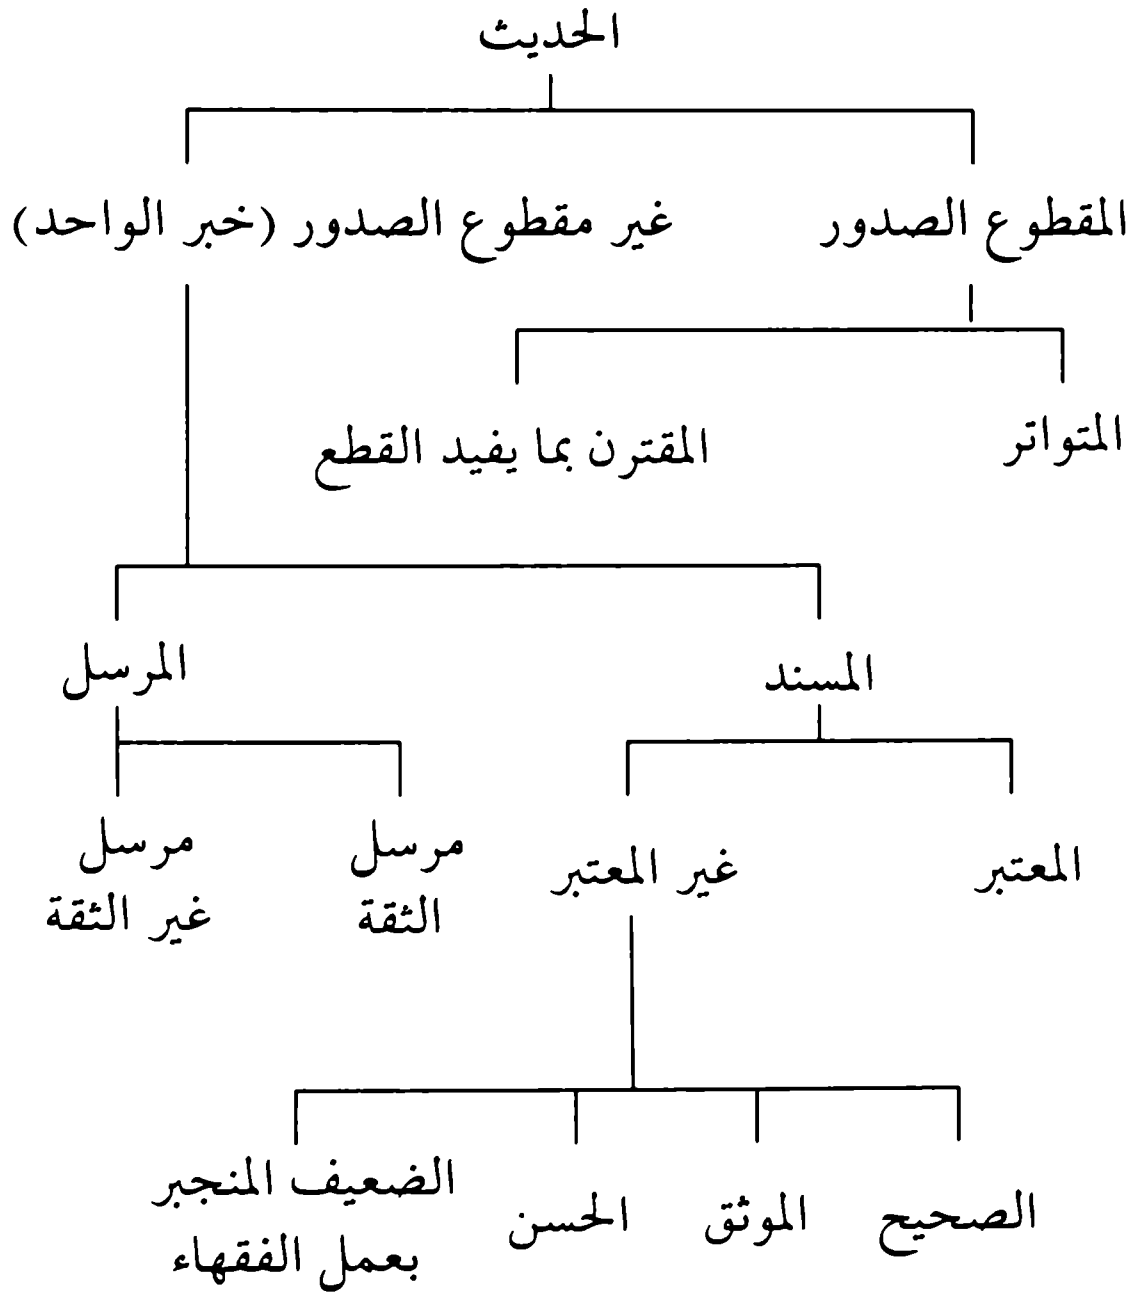 الحديث
المقطوع الصدور
غير مقطوع الصدور (خبر الواحد)
المتواتر
المقترن بما يفيد القطع
المسند
المرسل
المعتبر
غير المعتبر
مرسل
الثقة
مرسل
غير الثقة
الصحيح
الموثق
الحسن
الضعيف المنجبر
بعمل الفقهاء